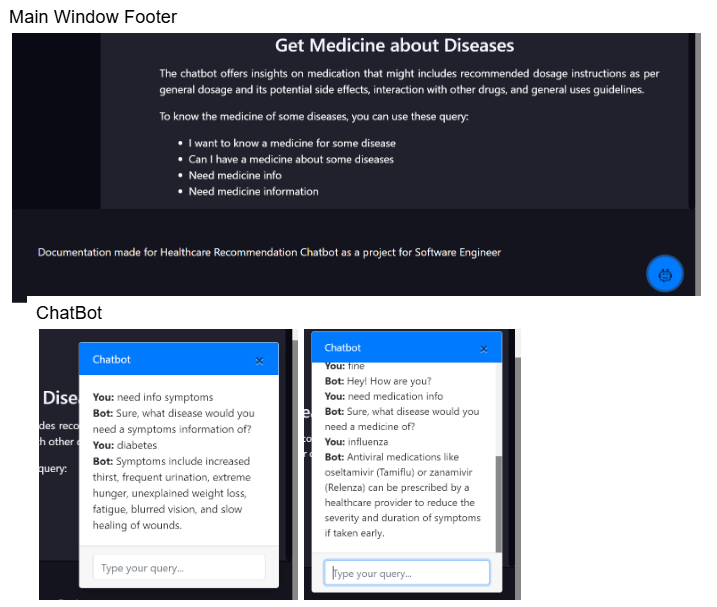 Main Window Footer
Get Medicine about Diseases
The chatbot offers insights on medication that might includes recommended dosage instructions as per
general dosage and its potential side effects, interaction with other drugs, and general uses guidelines.
To know the medicine of some diseases, you can use these query:
• I want to know a medicine for some disease
• Can I have a medicine about some diseases
• Need medicine info
• Need medicine information
Documentation made for Healthcare Recommendation Chatbot as a project for Software Engineer
ChatBot
Chatbot ×
You: need info symptoms
Bot: Sure, what disease would you
need a symptoms information of?
You: diabetes
Bot: Symptoms include increased
thirst, frequent urination, extreme
hunger, unexplained weight loss,
fatigue, blurred vision, and slow
healing of wounds.
Type your query...
Disea
des reco
h other d
query:
Chatbot ×
You: fine
Bot: Hey! How are you?
You: need medication info
Bot: Sure, what disease would you
need a medicine of?
You: influenza
Bot: Antiviral medications like
oseltamivir (Tamiflu) or zanamivir
(Relenza) can be prescribed by a
healthcare provider to reduce the
severity and duration of symptoms
if taken early.
Type your query...